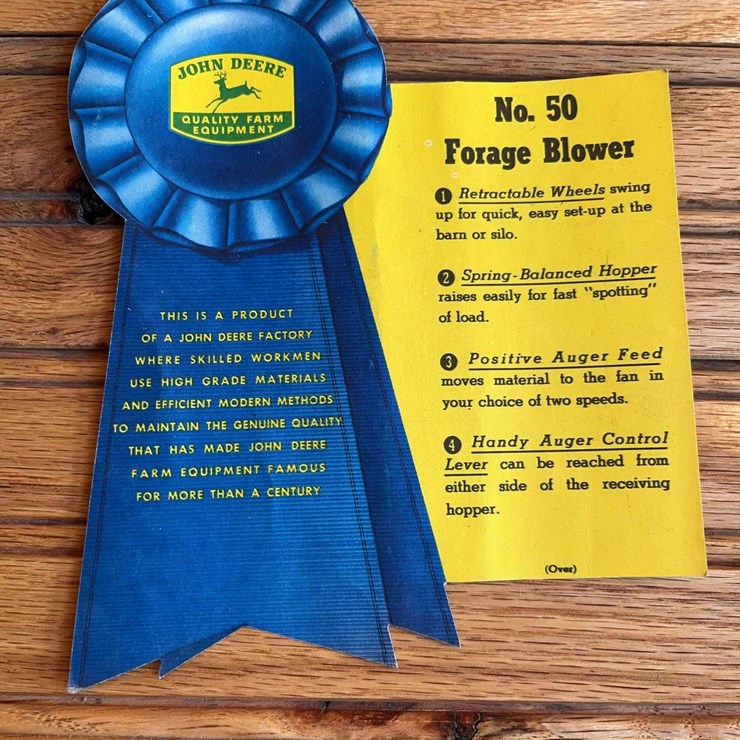 JOHN DEERE
QUALITY FARM
EQUIPMENT
THIS IS A PRODUCT
OF A JOHN DEERE FACTORY
WHERE SKILLED WORKMEN
USE HIGH GRADE MATERIALS
AND EFFICIENT MODERN METHODS
TO MAINTAIN THE GENUINE QUALITY
THAT HAS MADE JOHN DEERE
FARM EQUIPMENT FAMOUS
FOR MORE THAN A CENTURY
No. 50
Forage Blower
1 Retractable Wheels swing
up for quick, easy set-up at the
barn or silo.
2 Spring-Balanced Hopper
raises easily for fast "spotting"
of load.
3 Positive Auger Feed
moves material to the fan in
your choice of two speeds.
4 Handy Auger Control
Lever can be reached from
either side of the receiving
hopper.
(Over)